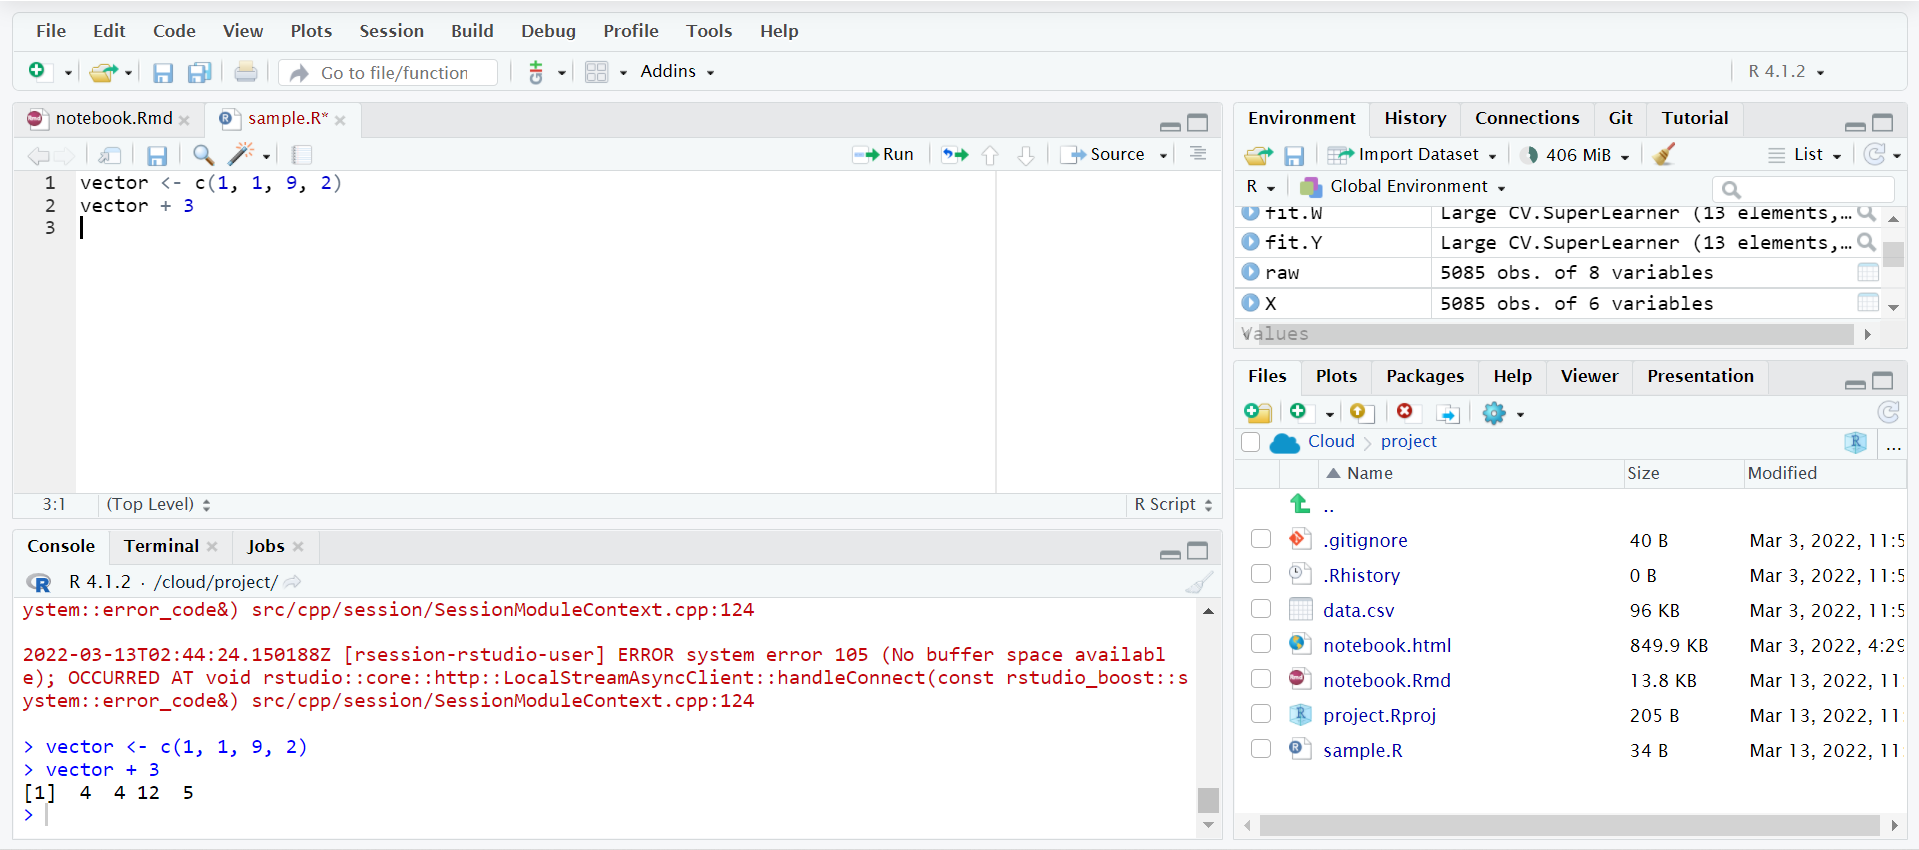 File Edit Code View Plots Session Build Debug Profile Tools Help
Go to file/function Addins R 4.1.2
notebook.Rmd sample.R*
Run Source
1 vector <- c(1, 1, 9, 2)
2 vector + 3
3
3:1 (Top Level) R Script
Console Terminal Jobs
R 4.1.2 · /cloud/project/
ystem::error_code&) src/cpp/session/SessionModuleContext.cpp:124
2022-03-13T02:44:24.150188Z [rsession-rstudio-user] ERROR system error 105 (No buffer space availabl
e); OCCURRED AT void rstudio::core::http::LocalStreamAsyncClient::handleConnect(const rstudio_boost::s
ystem::error_code&) src/cpp/session/SessionModuleContext.cpp:124
> vector <- c(1, 1, 9, 2)
> vector + 3
[1]  4  4 12  5
>
Environment History Connections Git Tutorial
Import Dataset 406 MiB List
R Global Environment
fit.W Large CV.SuperLearner (13 elements,…
fit.Y Large CV.SuperLearner (13 elements,…
raw 5085 obs. of 8 variables
X 5085 obs. of 6 variables
Values
Files Plots Packages Help Viewer Presentation
Cloud project R ...
Name Size Modified
..
.gitignore 40 B Mar 3, 2022, 11:5
.Rhistory 0 B Mar 3, 2022, 11:5
data.csv 96 KB Mar 3, 2022, 11:5
notebook.html 849.9 KB Mar 3, 2022, 4:29
notebook.Rmd 13.8 KB Mar 13, 2022, 11:
project.Rproj 205 B Mar 13, 2022, 11:
sample.R 34 B Mar 13, 2022, 11